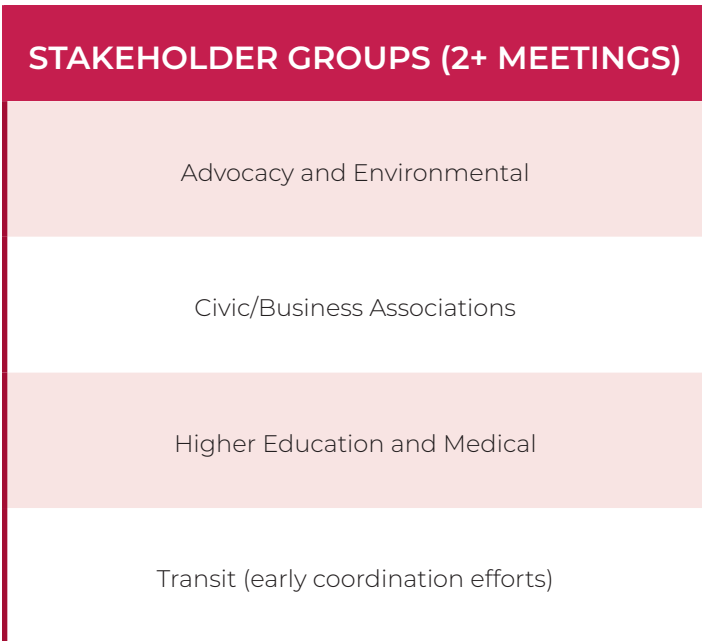 STAKEHOLDER GROUPS (2+ MEETINGS)
Advocacy and Environmental
Civic/Business Associations
Higher Education and Medical
Transit (early coordination efforts)